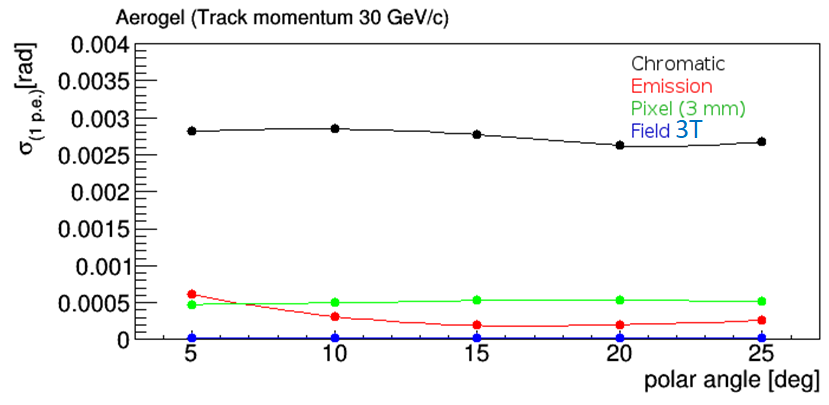 Aerogel (Track momentum 30 GeV/c)
σ(1 p.e.)[rad]
0.004
0.0035
0.003
0.0025
0.002
0.0015
0.001
0.0005
0
Chromatic
Emission
Pixel (3 mm)
Field 3T
5 10 15 20 25
polar angle [deg]